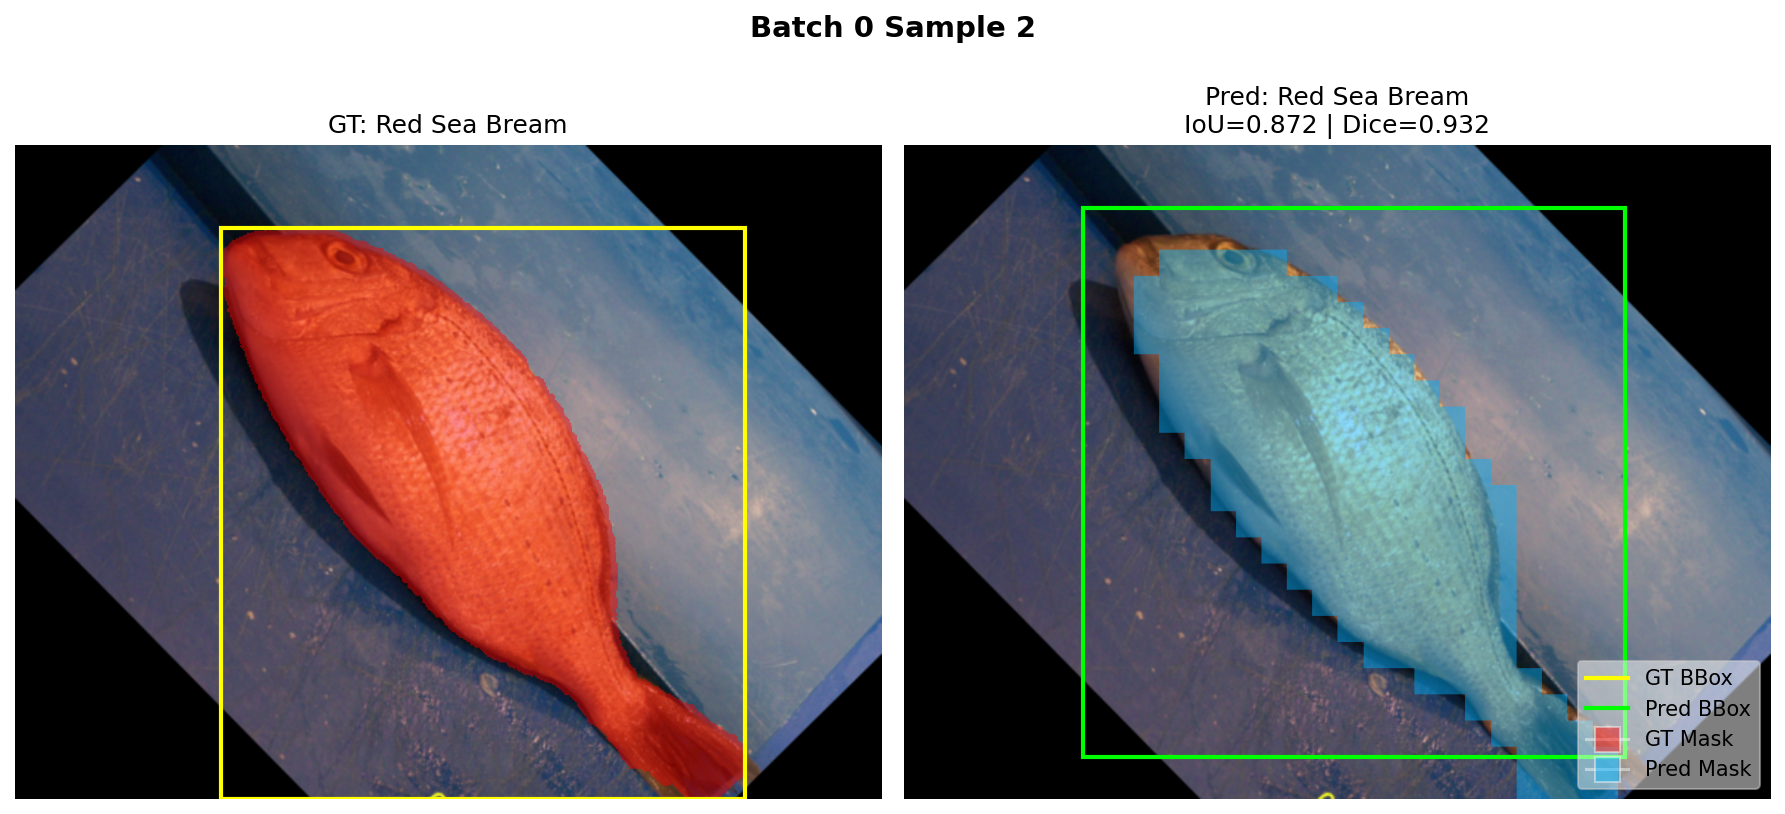 Batch 0 Sample 2
GT: Red Sea Bream
Pred: Red Sea Bream
IoU=0.872 | Dice=0.932
GT BBox
Pred BBox
GT Mask
Pred Mask